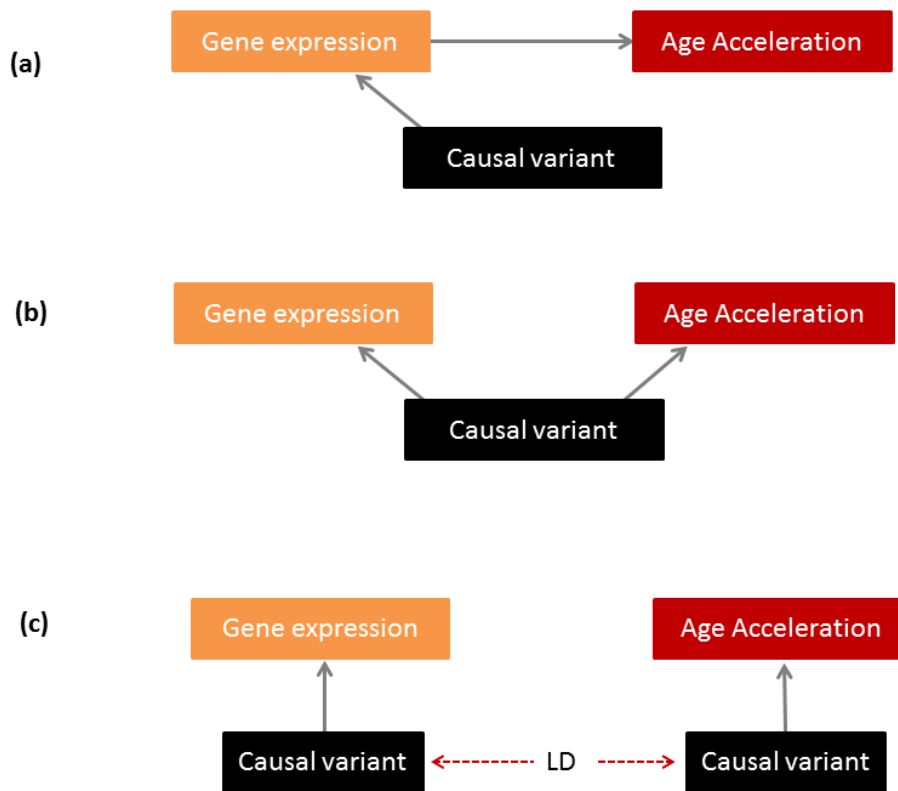 (a)
Gene expression
Age Acceleration
Causal variant
(b)
Gene expression
Age Acceleration
Causal variant
(c)
Gene expression
Age Acceleration
Causal variant
LD
Causal variant